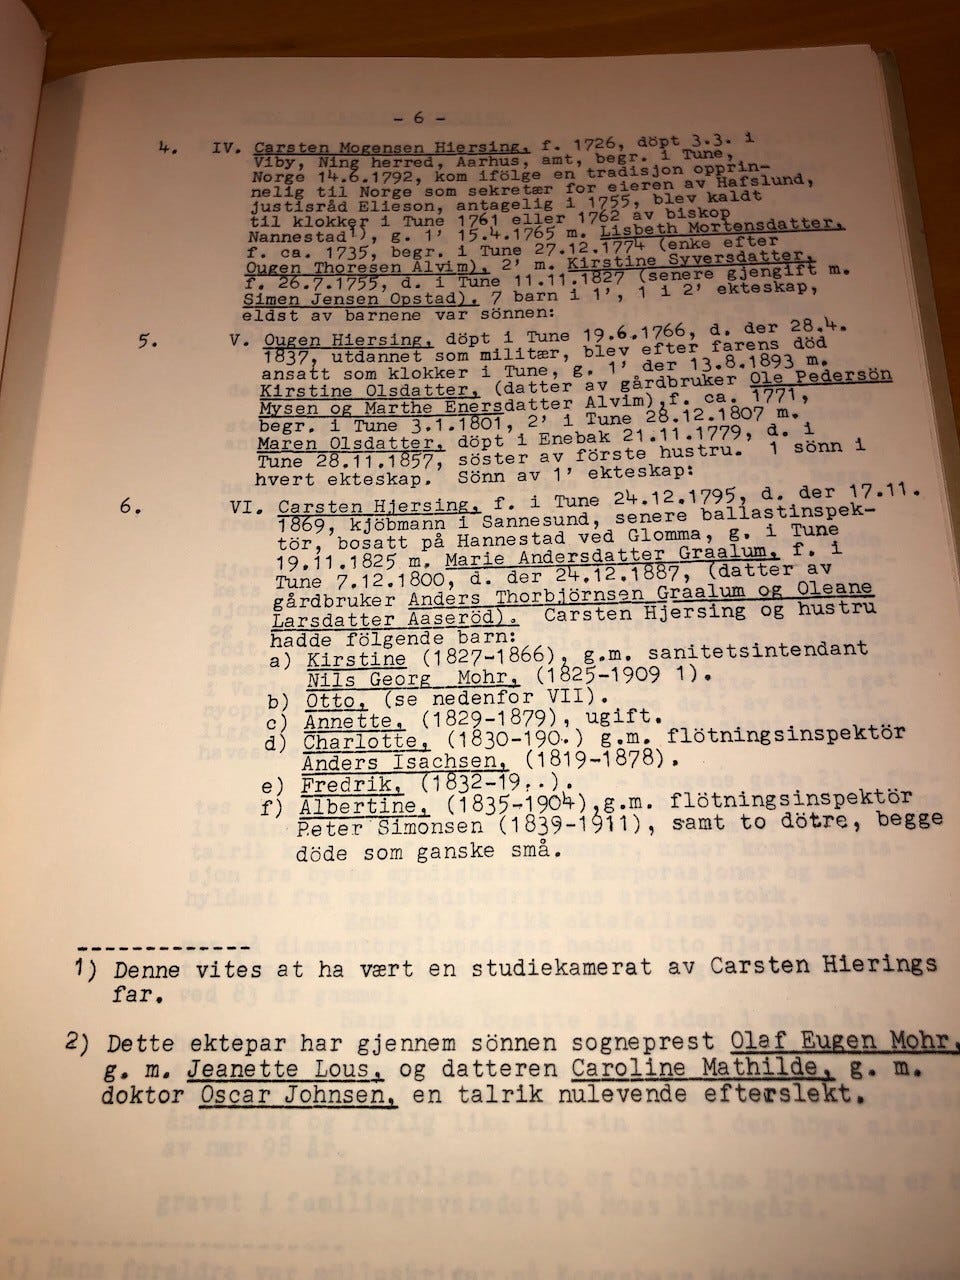 - 6 -
4. IV. Carsten Mogensen Hiersing, f. 1726, döpt 3.3. i
Viby, Ning herred, Aarhus, amt, begr. i Tune,
Norge 14.6.1792, kom ifölge en tradisjon opprin-
nelig til Norge som sekretær for eieren av Hafslund,
justisråd Elieson, antagelig i 1755, blev kaldt
til klokker i Tune 1761 eller 1762 av biskop
Nannestad¹), g. 1' 15.4.1765 m. Lisbeth Mortensdatter,
f. ca. 1735, begr. i Tune 27.12.1774 (enke efter
Ougen Thoresen Alvim), 2' m. Kirstine Syversdatter,
f. 26.7.1755, d. i Tune 11.11.1827 (senere gjengift m.
Simen Jensen Opstad). 7 barn i 1', 1 i 2' ekteskap,
eldst av barnene var sönnen:
5. V. Ougen Hiersing, döpt i Tune 19.6.1766, d. der 28.4.
1837, utdannet som militær, blev efter farens död
ansatt som klokker i Tune, g. 1' der 13.8.1893 m.
Kirstine Olsdatter, (datter av gårdbruker Ole Pedersön
Mysen og Marthe Enersdatter Alvim),f. ca. 1771,
begr. i Tune 3.1.1801, 2' i Tune 28.12.1807 m.
Maren Olsdatter, döpt i Enebak 21.11.1779, d. i
Tune 28.11.1857, söster av förste hustru. 1 sönn i
hvert ekteskap. Sönn av 1' ekteskap:
6. VI. Carsten Hjersing, f. i Tune 24.12.1795, d. der 17.11.
1869, kjöbmann i Sannesund, senere ballastinspek-
tör, bosatt på Hannestad ved Glomma, g. i Tune
19.11.1825 m. Marie Andersdatter Graalum, f. i
Tune 7.12.1800, d. der 24.12.1887, (datter av
gårdbruker Anders Thorbjörnsen Graalum og Oleane
Larsdatter Aaseröd). Carsten Hjersing og hustru
hadde fölgende barn:
a) Kirstine (1827-1866), g.m. sanitetsintendant
Nils Georg Mohr, (1825-1909 1).
b) Otto, (se nedenfor VII).
c) Annette, (1829-1879), ugift.
d) Charlotte, (1830-190.) g.m. flötningsinspektör
Anders Isachsen, (1819-1878).
e) Fredrik, (1832-19..).
f) Albertine, (1835-1904),g.m. flötningsinspektör
Peter Simonsen (1839-1911), samt to dötre, begge
döde som ganske små.
1) Denne vites at ha vært en studiekamerat av Carsten Hierings
far.
2) Dette ektepar har gjennem sönnen sogneprest Olaf Eugen Mohr,
g. m. Jeanette Lous, og datteren Caroline Mathilde, g. m.
doktor Oscar Johnsen, en talrik nulevende efterslekt.